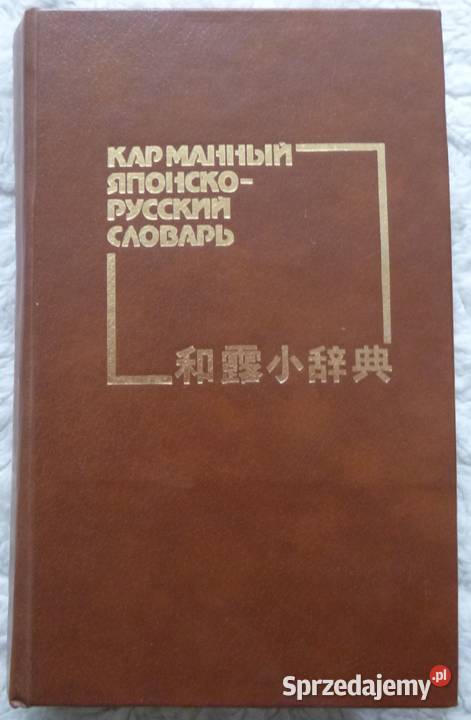 КАРМАННЫЙ
ЯПОНСКО-
РУССКИЙ
СЛОВАРЬ
和露小辞典
Sprzedajemy.pl